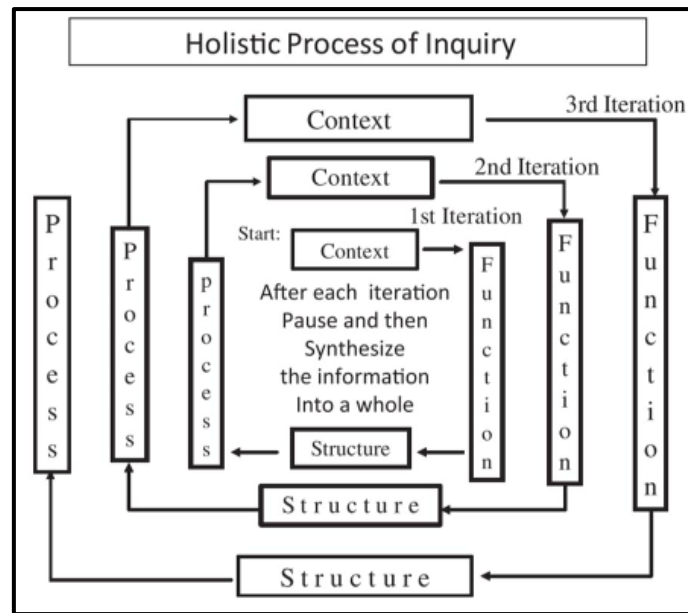 Holistic Process of Inquiry
3rd Iteration
Context
2nd Iteration
Context
1st Iteration
Start:
Context
Process
Process
process
Function
Function
Function
After each iteration
Pause and then
Synthesize
the information
Into a whole
Structure
Structure
Structure